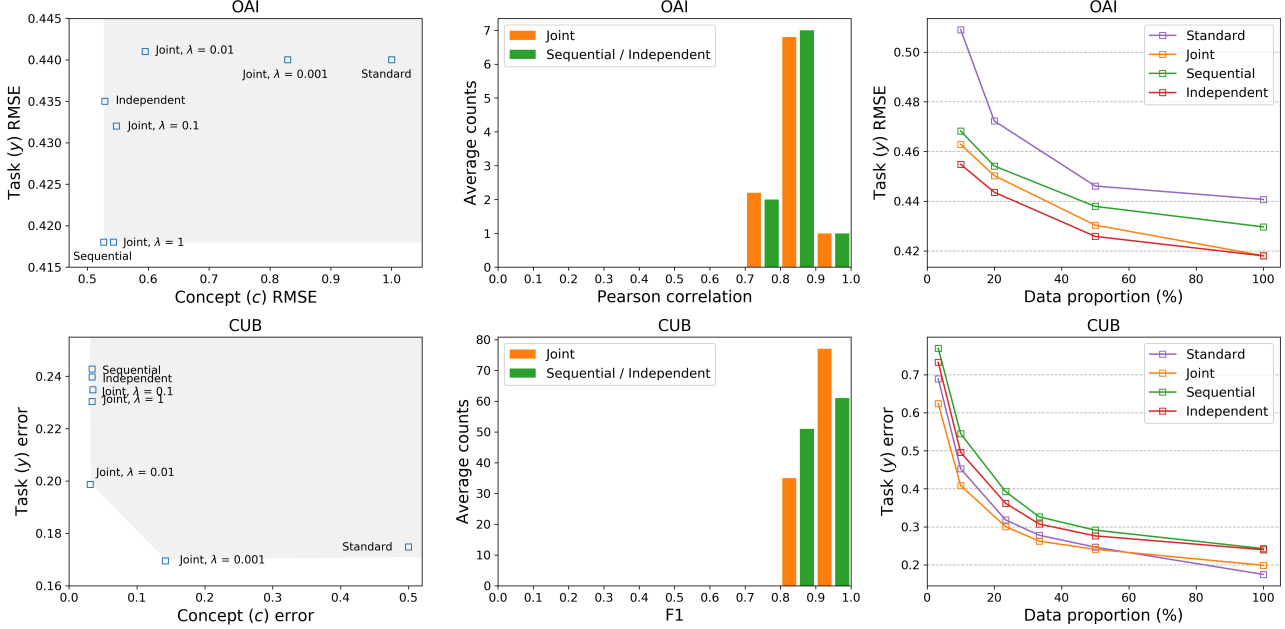 OAI
0.445
0.440
0.435
0.430
0.425
0.420
0.415
Task (y) RMSE
Joint, λ = 0.01
Joint, λ = 0.001
Standard
Independent
Joint, λ = 0.1
Joint, λ = 1
Sequential
0.5 0.6 0.7 0.8 0.9 1.0
Concept (c) RMSE
OAI
7
6
5
4
3
2
1
0
Average counts
Joint
Sequential / Independent
0.0 0.1 0.2 0.3 0.4 0.5 0.6 0.7 0.8 0.9 1.0
Pearson correlation
OAI
0.50
0.48
0.46
0.44
0.42
Task (y) RMSE
Standard
Joint
Sequential
Independent
0 20 40 60 80 100
Data proportion (%)
CUB
0.24
0.22
0.20
0.18
0.16
Task (y) error
Sequential
Independent
Joint, λ = 0.1
Joint, λ = 1
Joint, λ = 0.01
Joint, λ = 0.001
Standard
0.0 0.1 0.2 0.3 0.4 0.5
Concept (c) error
CUB
80
70
60
50
40
30
20
10
0
Average counts
Joint
Sequential / Independent
0.0 0.1 0.2 0.3 0.4 0.5 0.6 0.7 0.8 0.9 1.0
F1
CUB
0.7
0.6
0.5
0.4
0.3
0.2
Task (y) error
Standard
Joint
Sequential
Independent
0 20 40 60 80 100
Data proportion (%)